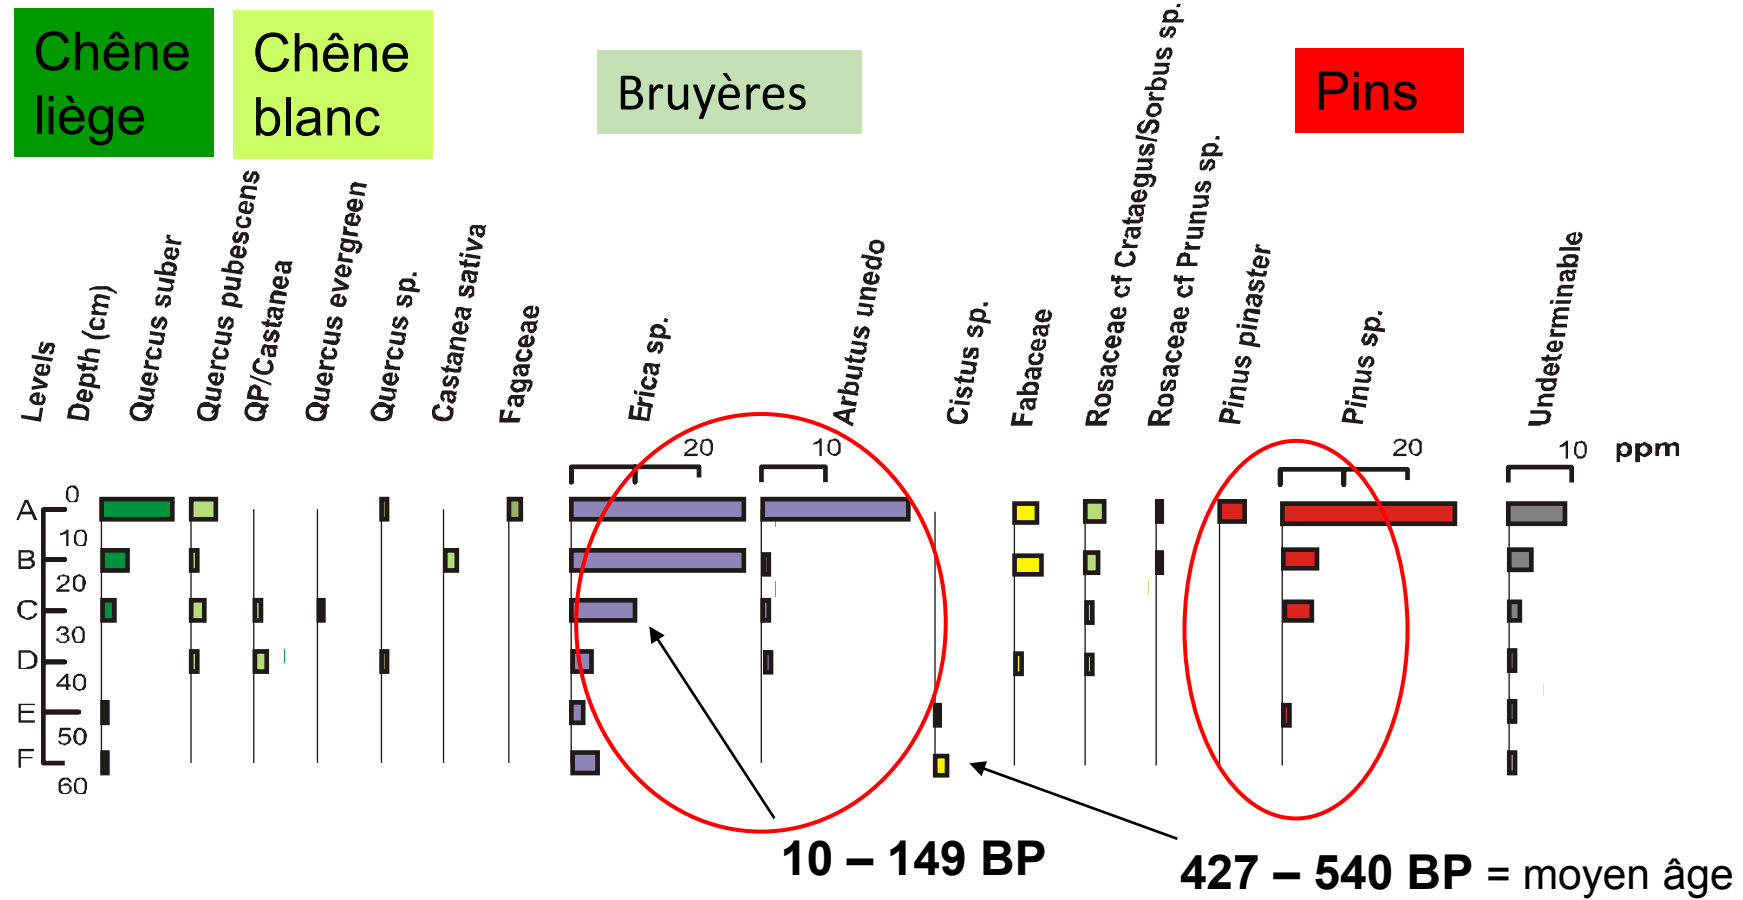 Chêne
liège
Chêne
blanc
Bruyères
Pins
Levels
Depth (cm)
Quercus suber
Quercus pubescens
QP/Castanea
Quercus evergreen
Quercus sp.
Castanea sativa
Fagaceae
Erica sp.
Arbutus unedo
Cistus sp.
Fabaceae
Rosaceae cf Crataegus/Sorbus sp.
Rosaceae cf Prunus sp.
Pinus pinaster
Pinus sp.
Undeterminable
20
10
20
10
ppm
A
0
10
B
20
C
30
D
40
E
50
F
60
10 – 149 BP
427 – 540 BP = moyen âge